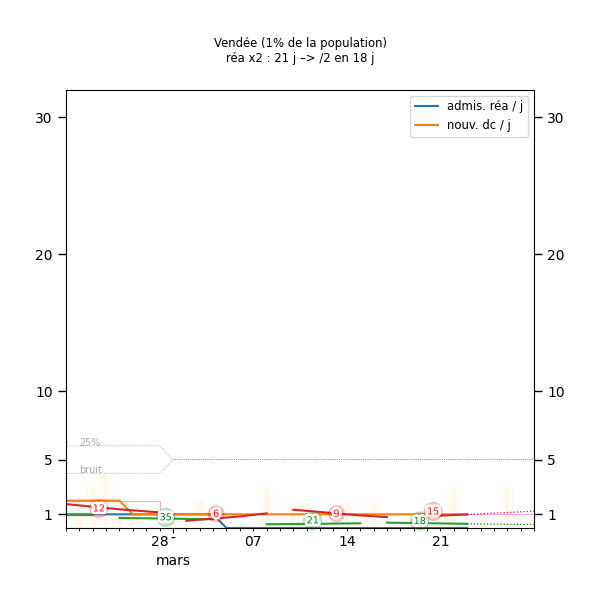 Vendée (1% de la population)
réa x2 : 21 j –> /2 en 18 j
admis. réa / j
nouv. dc / j
30 30
20 20
10 10
25%
5 5
bruit
12 35 6 21 9 18 15
1 1
28 07 14 21
mars